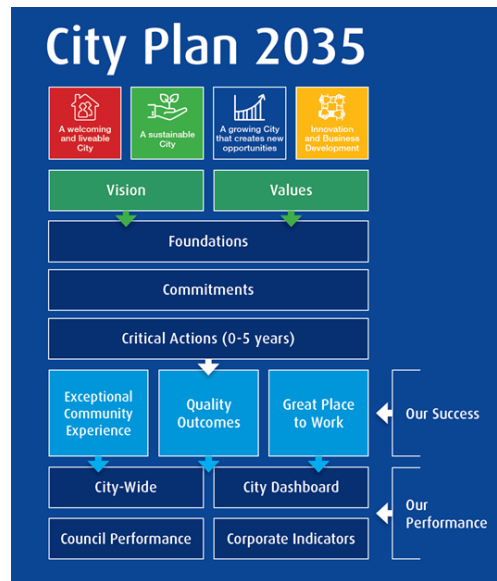 City Plan 2035
A welcoming
and liveable
City
A sustainable
City
A growing City
that creates new
opportunities
Innovation
and Business
Development
Vision
Values
Foundations
Commitments
Critical Actions (0-5 years)
Exceptional
Community
Experience
Quality
Outcomes
Great Place
to Work
Our Success
City-Wide
City Dashboard
Council Performance
Corporate Indicators
Our
Performance